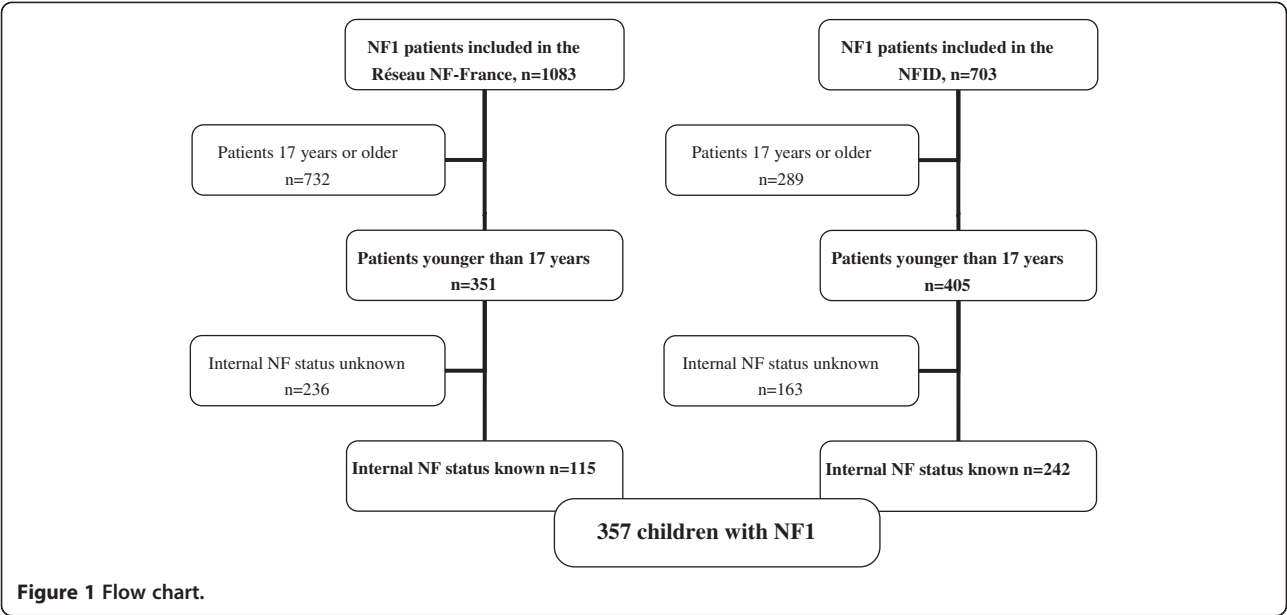 NF1 patients included in the
Réseau NF-France, n=1083
Patients 17 years or older
n=732
Patients younger than 17 years
n=351
Internal NF status unknown
n=236
Internal NF status known n=115
NF1 patients included in the
NFID, n=703
Patients 17 years or older
n=289
Patients younger than 17 years
n=405
Internal NF status unknown
n=163
Internal NF status known n=242
357 children with NF1
Figure 1 Flow chart.